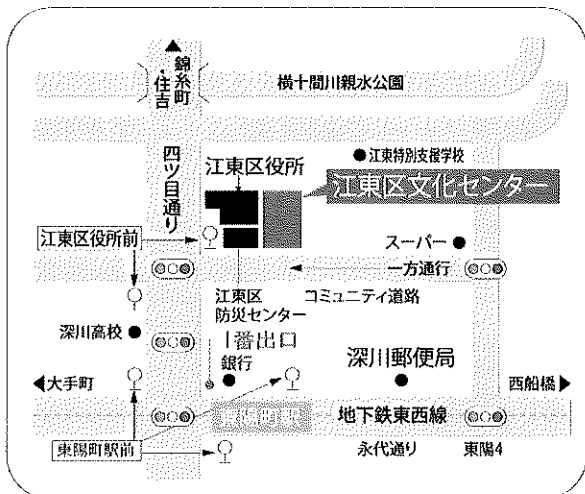 錦糸町
・住吉
横十間川親水公園
四ツ目通り
江東区役所
江東特別支援学校
江東区文化センター
江東区役所前
スーパー
一方通行
江東区
防災センター
コミュニティ道路
1番出口
深川高校
銀行
深川郵便局
大手町
西船橋
東陽町駅
地下鉄東西線
東陽町駅前
永代通り
東陽4